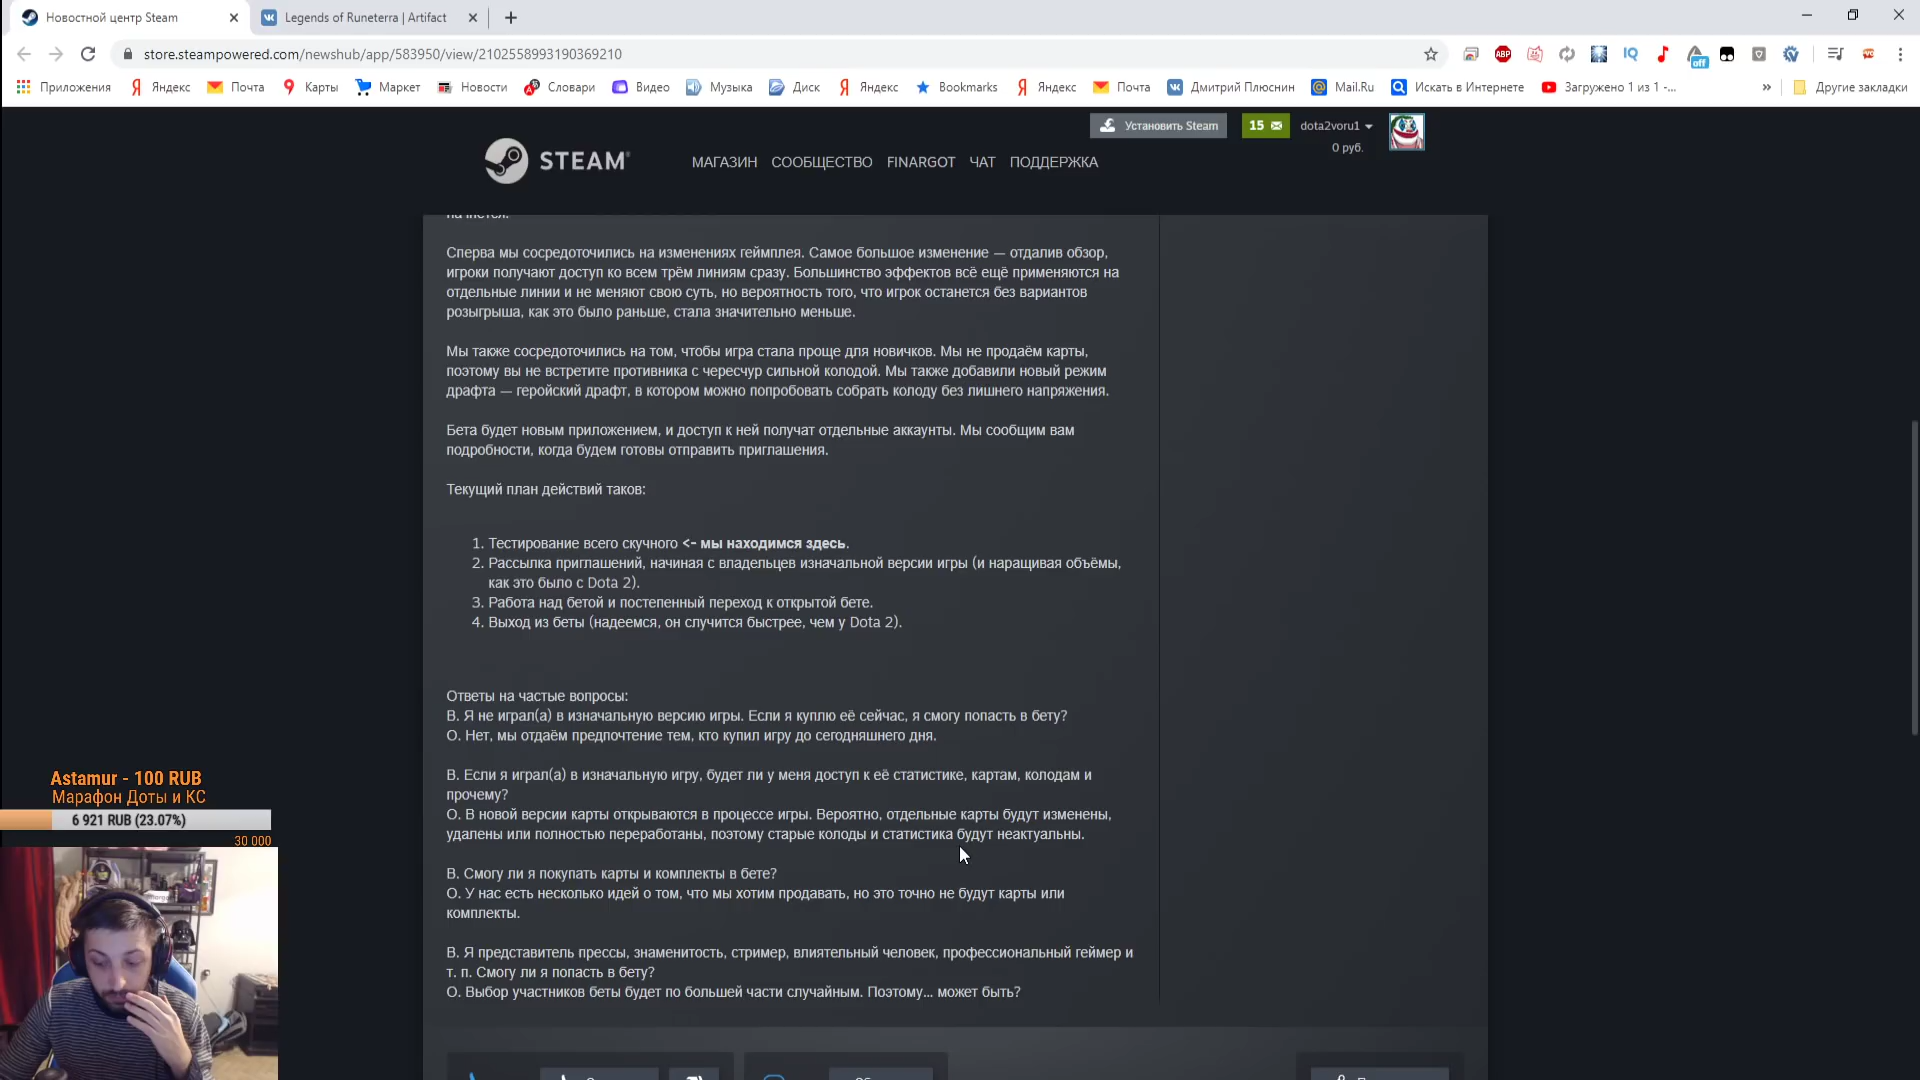 Новостной центр Steam
Legends of Runeterra | Artifact
store.steampowered.com/newshub/app/583950/view/2102558993190369210
ABP
IQ
off
Приложения
Яндекс
Почта
Карты
Маркет
Новости
Словари
Видео
Музыка
Диск
Яндекс
Bookmarks
Яндекс
Почта
Дмитрий Плюснин
Mail.Ru
Искать в Интернете
Загружено 1 из 1 -...
»
Другие закладки
Установить Steam
15
dota2voru1
0 руб.
STEAM
МАГАЗИН
СООБЩЕСТВО
FINARGOT
ЧАТ
ПОДДЕРЖКА
начнётся.
Сперва мы сосредоточились на изменениях геймплея. Самое большое изменение — отдалив обзор,
игроки получают доступ ко всем трём линиям сразу. Большинство эффектов всё ещё применяются на
отдельные линии и не меняют свою суть, но вероятность того, что игрок останется без вариантов
розыгрыша, как это было раньше, стала значительно меньше.
Мы также сосредоточились на том, чтобы игра стала проще для новичков. Мы не продаём карты,
поэтому вы не встретите противника с чересчур сильной колодой. Мы также добавили новый режим
драфта — геройский драфт, в котором можно попробовать собрать колоду без лишнего напряжения.
Бета будет новым приложением, и доступ к ней получат отдельные аккаунты. Мы сообщим вам
подробности, когда будем готовы отправить приглашения.
Текущий план действий таков:
1. Тестирование всего скучного <- мы находимся здесь.
2. Рассылка приглашений, начиная с владельцев изначальной версии игры (и наращивая объёмы,
как это было с Dota 2).
3. Работа над бетой и постепенный переход к открытой бете.
4. Выход из беты (надеемся, он случится быстрее, чем у Dota 2).
Ответы на частые вопросы:
В. Я не играл(а) в изначальную версию игры. Если я куплю её сейчас, я смогу попасть в бету?
О. Нет, мы отдаём предпочтение тем, кто купил игру до сегодняшнего дня.
В. Если я играл(а) в изначальную игру, будет ли у меня доступ к её статистике, картам, колодам и
прочему?
О. В новой версии карты открываются в процессе игры. Вероятно, отдельные карты будут изменены,
удалены или полностью переработаны, поэтому старые колоды и статистика будут неактуальны.
В. Смогу ли я покупать карты и комплекты в бете?
О. У нас есть несколько идей о том, что мы хотим продавать, но это точно не будут карты или
комплекты.
В. Я представитель прессы, знаменитость, стример, влиятельный человек, профессиональный геймер и
т. п. Смогу ли я попасть в бету?
О. Выбор участников беты будет по большей части случайным. Поэтому... может быть?
Astamur - 100 RUB
Марафон Доты и КС
6 921 RUB (23.07%)
30 000